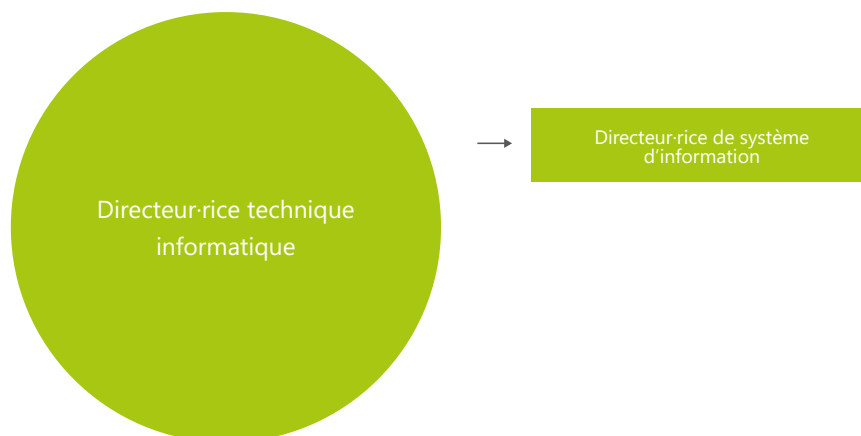 Directeur·rice technique
informatique
Directeur·rice de système
d'information